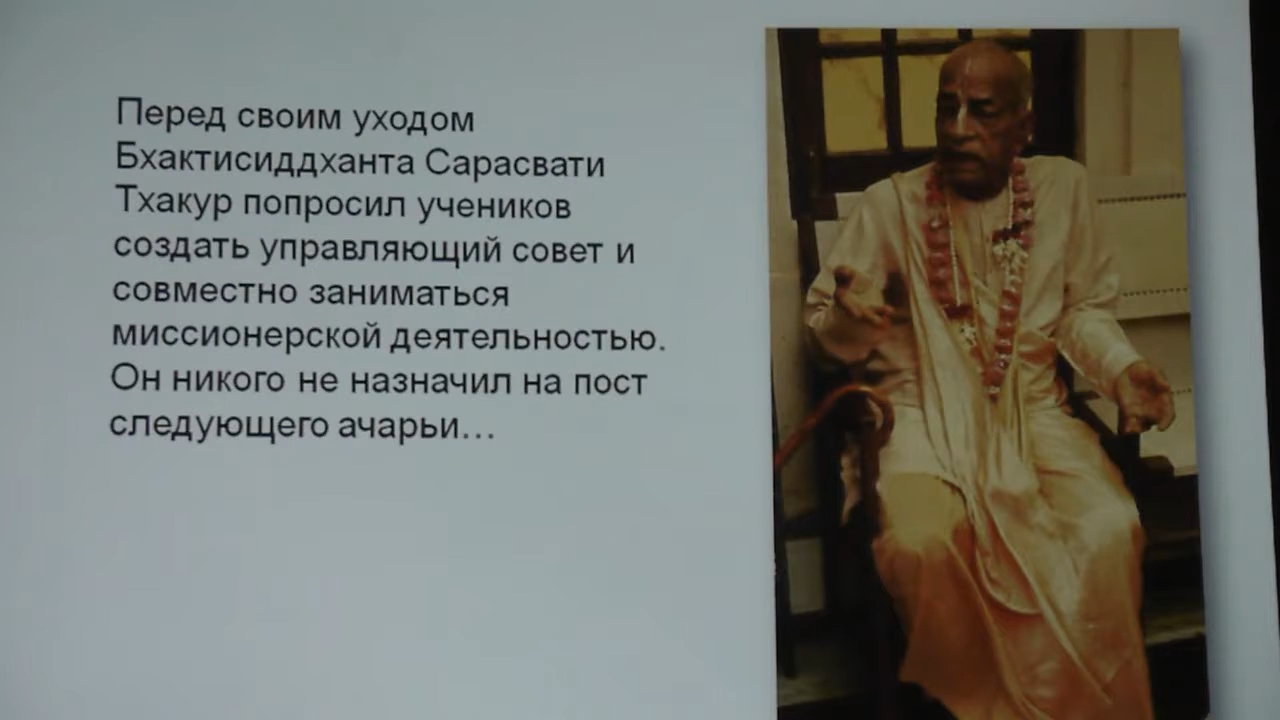 Перед своим уходом
Бхактисиддханта Сарасвати
Тхакур попросил учеников
создать управляющий совет и
совместно заниматься
миссионерской деятельностью.
Он никого не назначил на пост
следующего ачарьи…